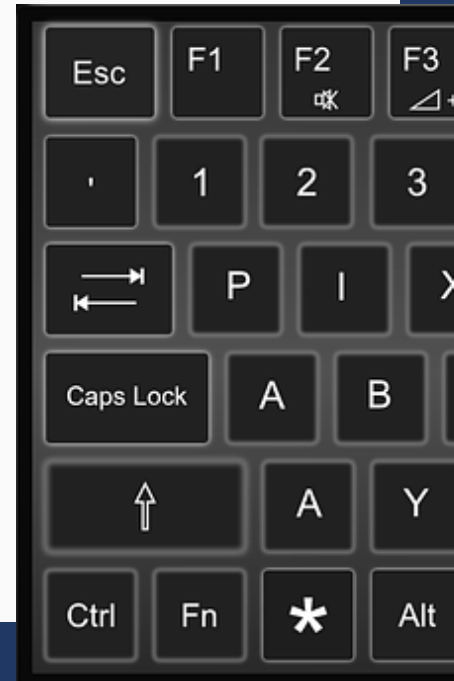 Esc F1 F2 F3
' 1 2 3
P I X
Caps Lock A B
A Y
Ctrl Fn * Alt